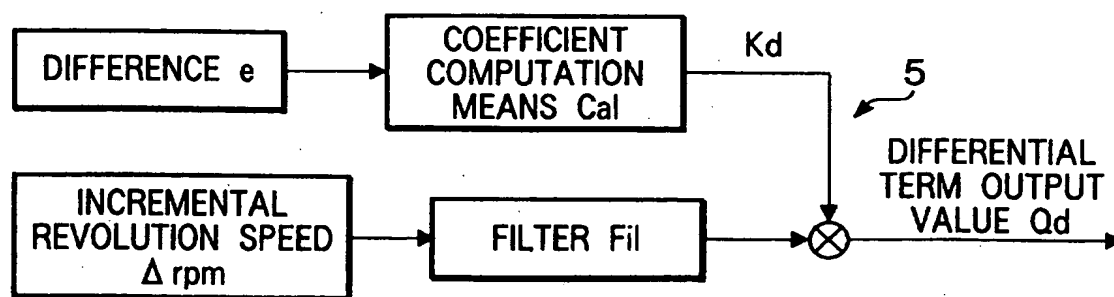 DIFFERENCE e
COEFFICIENT
COMPUTATION
MEANS Cal
Kd
5
DIFFERENTIAL
TERM OUTPUT
VALUE Qd
INCREMENTAL
REVOLUTION SPEED
Δ rpm
FILTER Fil